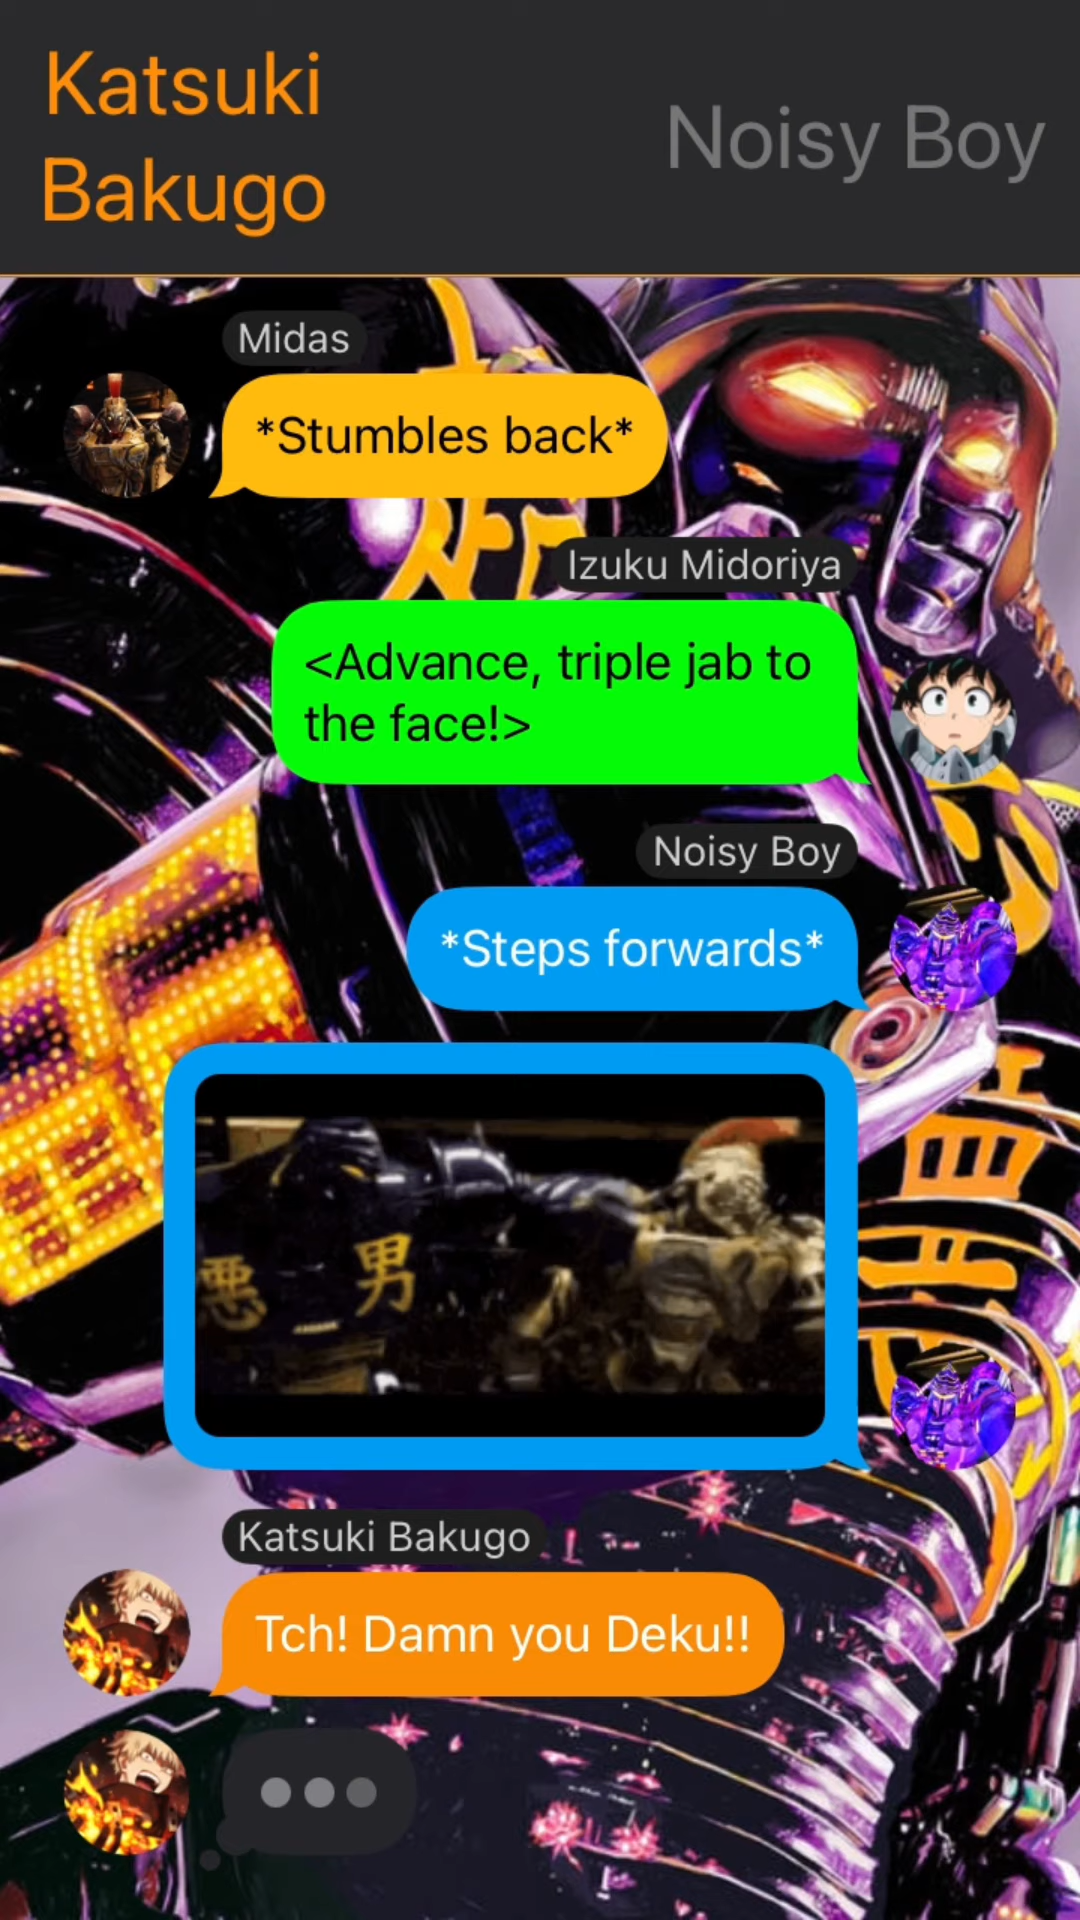 Katsuki
Bakugo
Noisy Boy
Midas
*Stumbles back*
Izuku Midoriya
<Advance, triple jab to
the face!>
Noisy Boy
*Steps forwards*
悪 男
Katsuki Bakugo
Tch! Damn you Deku!!